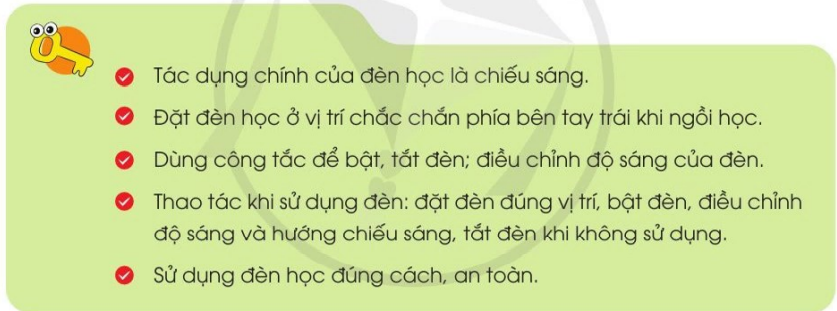 Tác dụng chính của đèn học là chiếu sáng.
Đặt đèn học ở vị trí chắc chắn phía bên tay trái khi ngồi học.
Dùng công tắc để bật, tắt đèn; điều chỉnh độ sáng của đèn.
Thao tác khi sử dụng đèn: đặt đèn đúng vị trí, bật đèn, điều chỉnh
độ sáng và hướng chiếu sáng, tắt đèn khi không sử dụng.
Sử dụng đèn học đúng cách, an toàn.